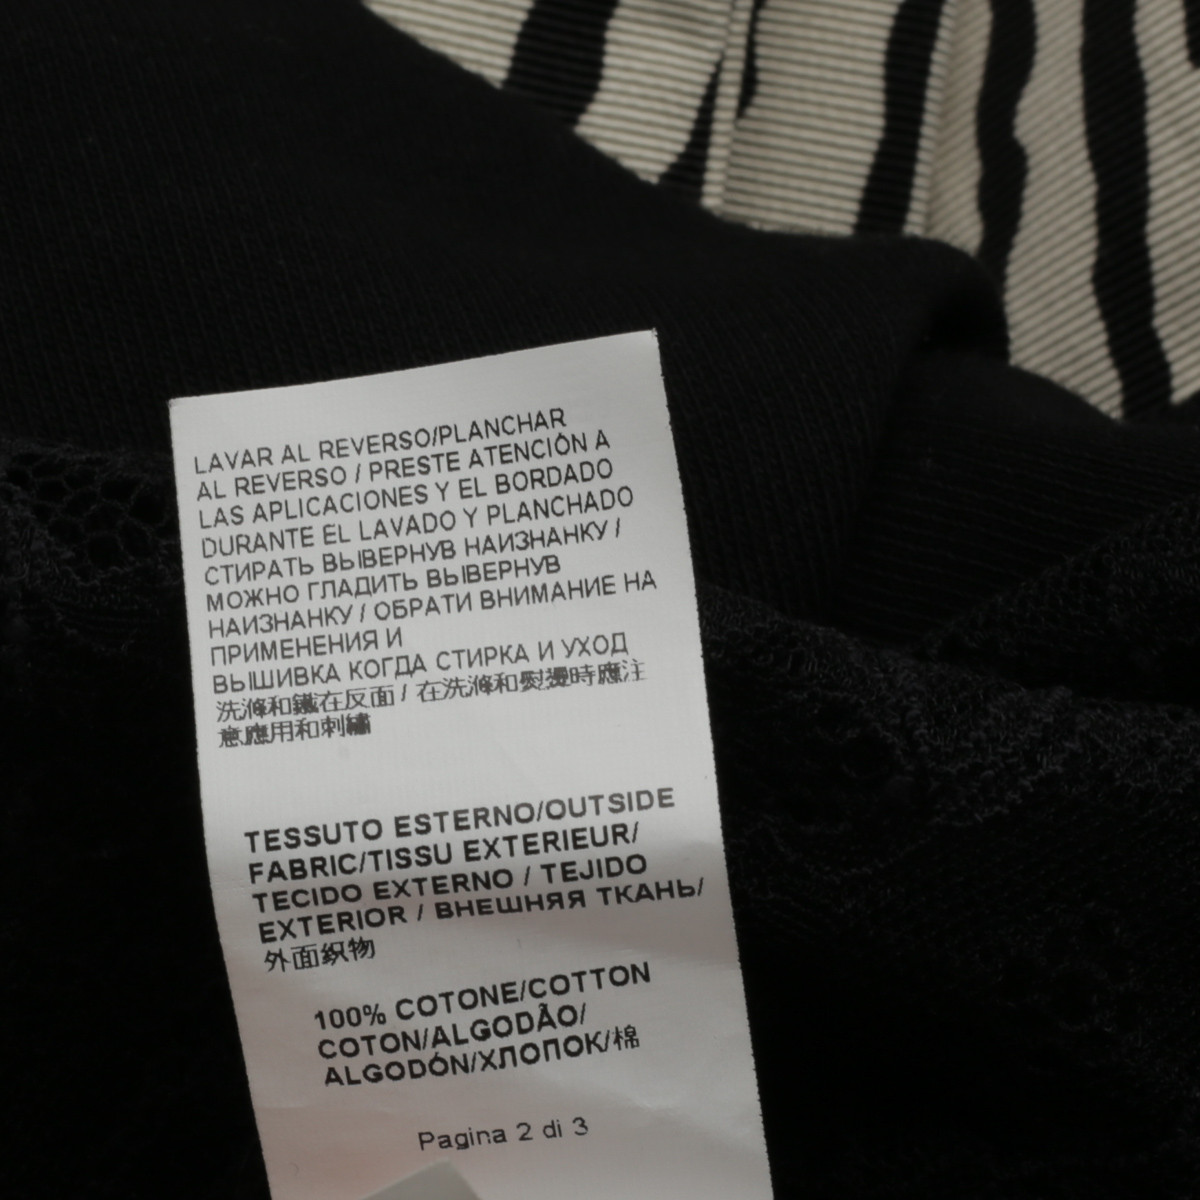 LAVAR AL REVERSO/PLANCHAR
AL REVERSO / PRESTE ATENCIÓN A
LAS APLICACIONES Y EL BORDADO
DURANTE EL LAVADO Y PLANCHADO
СТИРАТЬ ВЫВЕРНУВ НАИЗНАНКУ /
МОЖНО ГЛАДИТЬ ВЫВЕРНУВ
НАИЗНАНКУ / ОБРАТИ ВНИМАНИЕ НА
ПРИМЕНЕНИЯ И
ВЫШИВКА КОГДА СТИРКА И УХОД
洗滌和鐵在反面 / 在洗滌和熨燙時應注
意應用和刺繡
TESSUTO ESTERNO/OUTSIDE
FABRIC/TISSU EXTERIEUR/
TECIDO EXTERNO / TEJIDO
EXTERIOR / ВНЕШНЯЯ ТКАНЬ/
外面织物
100% COTONE/COTTON
COTON/ALGODÃO/
ALGODÓN/ХЛОПОК/棉
Pagina 2 di 3